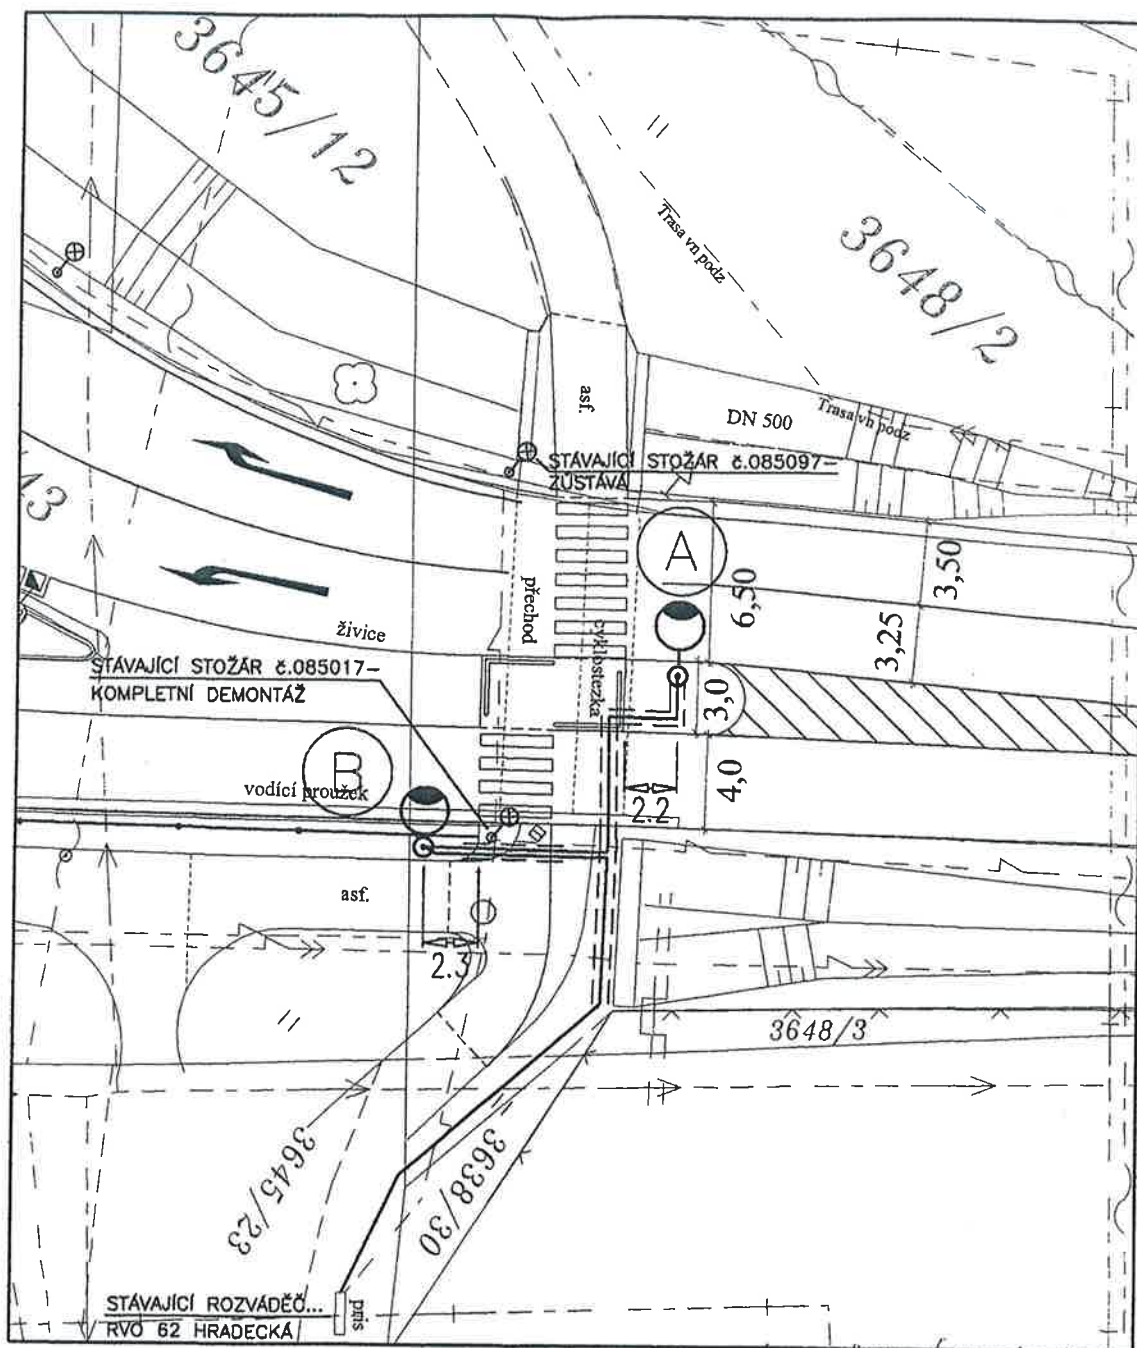 3645/12
3648/2
Trasa vn podz
asf.
DN 500
Trasa vn podz
STÁVAJÍCÍ STOŽÁR č.085097-
ZŮSTÁVÁ
A
3,50
6,50
přechod
cyklostezka
3,25
živice
STÁVAJÍCÍ STOŽÁR č.085017-
KOMPLETNÍ DEMONTÁŽ
3,0
B
vodící proužek
4,0
2.2
asf.
2.3
3648/3
3645/23
3638/30
STÁVAJÍCÍ ROZVÁDĚČ...
RVO 62 HRADECKÁ